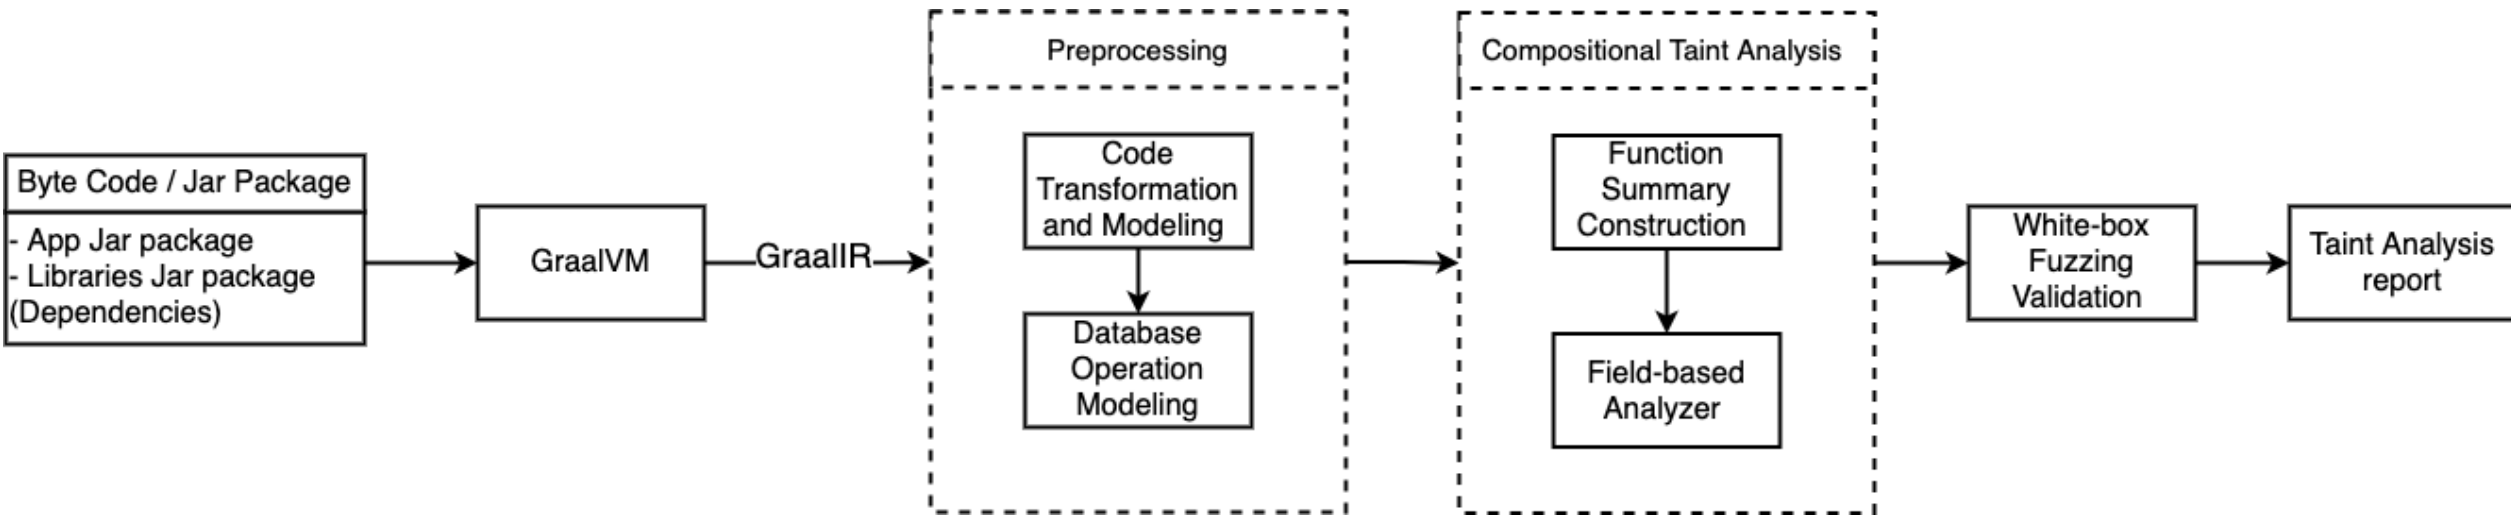 Byte Code / Jar Package
- App Jar package
- Libraries Jar package
(Dependencies)
GraalVM
GraalIR
Preprocessing
Code
Transformation
and Modeling
Database
Operation
Modeling
Compositional Taint Analysis
Function
Summary
Construction
Field-based
Analyzer
White-box
Fuzzing
Validation
Taint Analysis
report